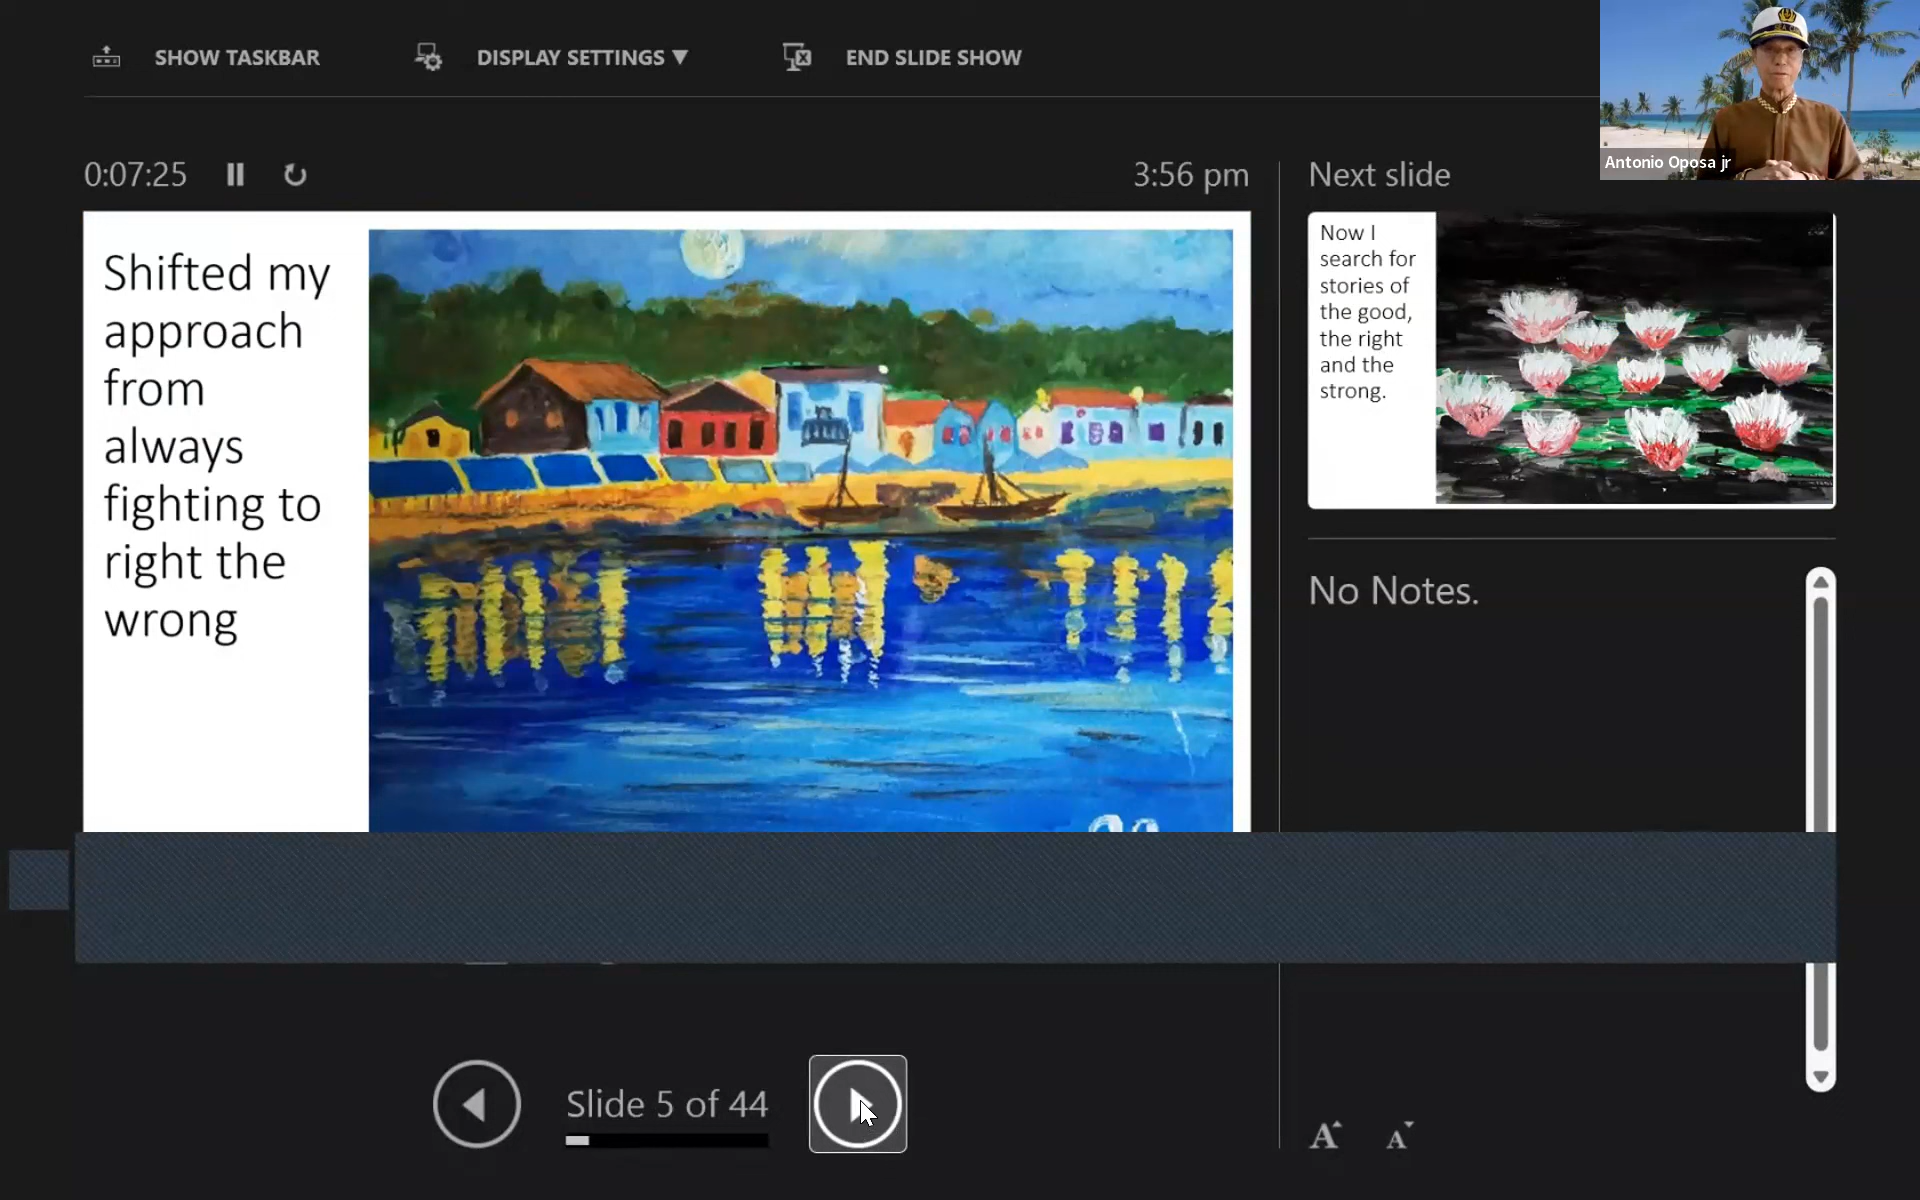 SHOW TASKBAR
DISPLAY SETTINGS ▼
END SLIDE SHOW
Antonio Oposa jr
0:07:25
3:56 pm
Next slide
Shifted my
approach
from
always
fighting to
right the
wrong
Now I
search for
stories of
the good,
the right
and the
strong.
No Notes.
Slide 5 of 44
A
A